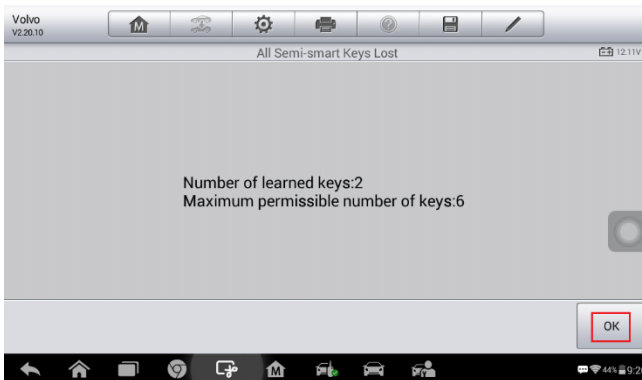 Volvo
V2.20.10
All Semi-smart Keys Lost
12.11V
Number of learned keys:2
Maximum permissible number of keys:6
OK
44%